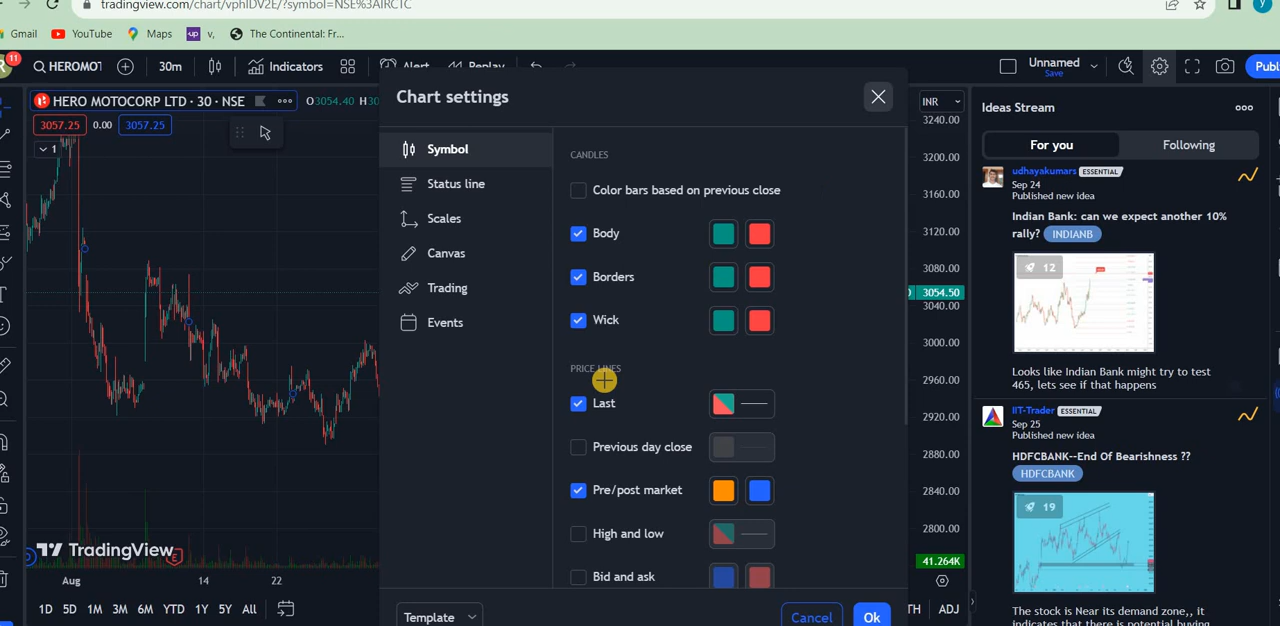 tradingview.com/chart/vphIDV2E/?symbol=NSE%3AIRCTC
Gmail YouTube Maps up v, The Continental: Fr...
11 HEROMOT 30m Indicators Alert Replay Unnamed Save Publ
HERO MOTOCORP LTD · 30 · NSE O3054.40 H30
3057.25 0.00 3057.25
1
Chart settings
Symbol
Status line
Scales
Canvas
Trading
Events
CANDLES
Color bars based on previous close
Body
Borders
Wick
PRICE LINES
Last
Previous day close
Pre/post market
High and low
Bid and ask
Template Cancel Ok
INR
3240.00
3200.00
3160.00
3120.00
3080.00
3054.50
3040.00
3000.00
2960.00
2920.00
2880.00
2840.00
2800.00
41.264K
TradingView
Aug 14 22
1D 5D 1M 3M 6M YTD 1Y 5Y All
TH ADJ
Ideas Stream
For you Following
udhayakumars ESSENTIAL
Sep 24
Published new idea
Indian Bank: can we expect another 10%
rally? INDIANB
12
Looks like Indian Bank might try to test
465, lets see if that happens
IIT-Trader ESSENTIAL
Sep 25
Published new idea
HDFCBANK--End Of Bearishness ??
HDFCBANK
19
The stock is Near its demand zone,, it
indicates that there is potential buying